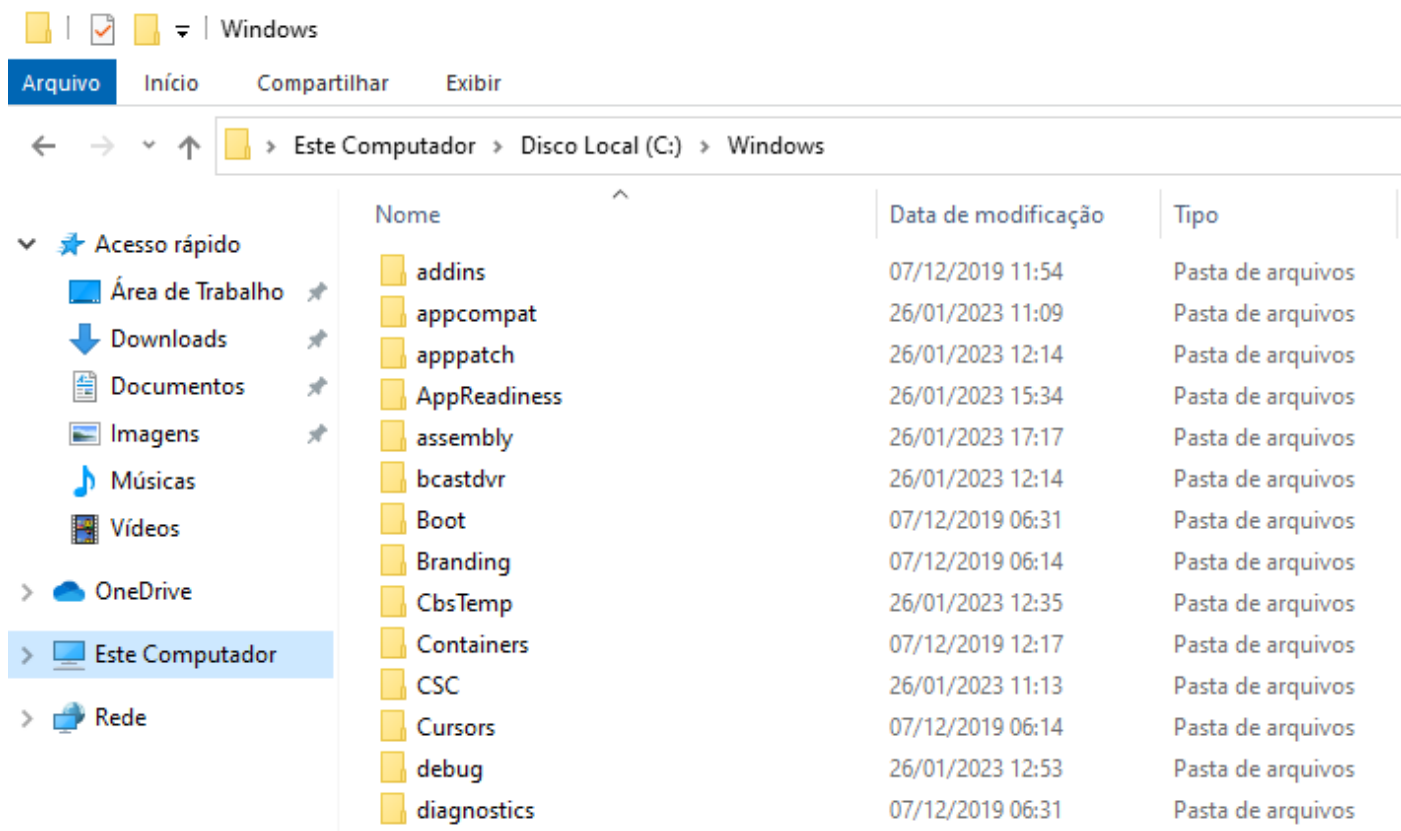 Windows
Arquivo Início Compartilhar Exibir
Este Computador > Disco Local (C:) > Windows
Nome Data de modificação Tipo
Acesso rápido
Área de Trabalho
Downloads
Documentos
Imagens
Músicas
Vídeos
OneDrive
Este Computador
Rede
addins 07/12/2019 11:54 Pasta de arquivos
appcompat 26/01/2023 11:09 Pasta de arquivos
apppatch 26/01/2023 12:14 Pasta de arquivos
AppReadiness 26/01/2023 15:34 Pasta de arquivos
assembly 26/01/2023 17:17 Pasta de arquivos
bcastdvr 26/01/2023 12:14 Pasta de arquivos
Boot 07/12/2019 06:31 Pasta de arquivos
Branding 07/12/2019 06:14 Pasta de arquivos
CbsTemp 26/01/2023 12:35 Pasta de arquivos
Containers 07/12/2019 12:17 Pasta de arquivos
CSC 26/01/2023 11:13 Pasta de arquivos
Cursors 07/12/2019 06:14 Pasta de arquivos
debug 26/01/2023 12:53 Pasta de arquivos
diagnostics 07/12/2019 06:31 Pasta de arquivos